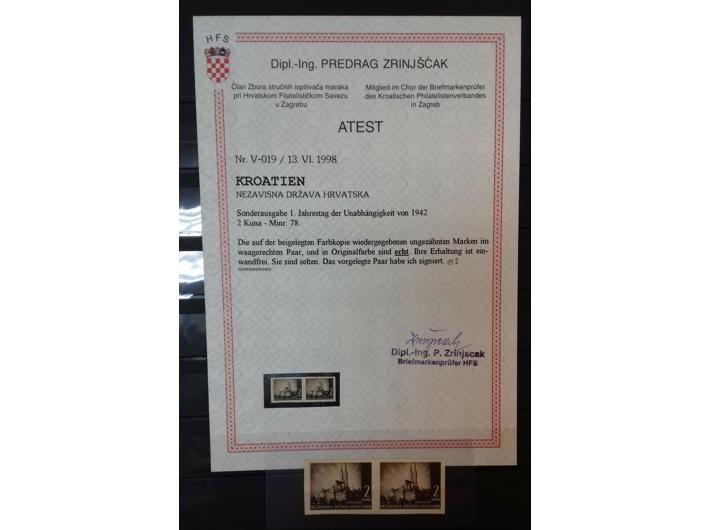 HFS
Dipl.-Ing. PREDRAG ZRINJŠĆAK
Član Zbora stručnih ispitivača maraka
pri Hrvatskom Filatelističkom Savezu
u Zagrebu
Mitglied im Chor der Briefmarkenprüfer
des Kroatischen Philatelistenverbandes
in Zagreb
ATEST
Nr. V-019 / 13. VI. 1998.
KROATIEN
NEZAVISNA DRŽAVA HRVATSKA
Sonderausgabe 1. Jahrestag der Unabhängigkeit von 1942
2 Kuna - Minr. 78.
Die auf der beigelegten Farbkopie wiedergegebenen ungezähnten Marken im
waagerechten Paar, und in Originalfarbe sind echt. Ihre Erhaltung ist ein-
wandfrei. Sie sind selten. Das vorgelegte Paar habe ich signiert.
Dipl.-Ing. P. Zrinjscak
Briefmarkenprüfer HFS
2 2
NEZAVISNA DRŽAVA HRVATSKA NEZAVISNA DRŽAVA HRVATSKA